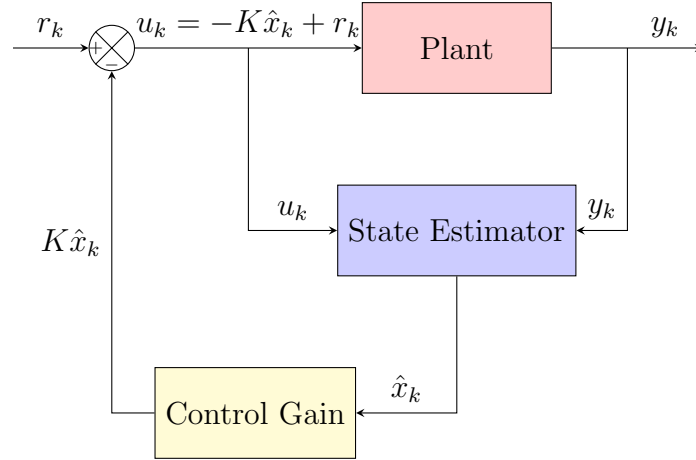 r_k
u_k = −Kx̂_k + r_k
Plant
y_k
+
−
u_k
State Estimator
y_k
Kx̂_k
Control Gain
x̂_k